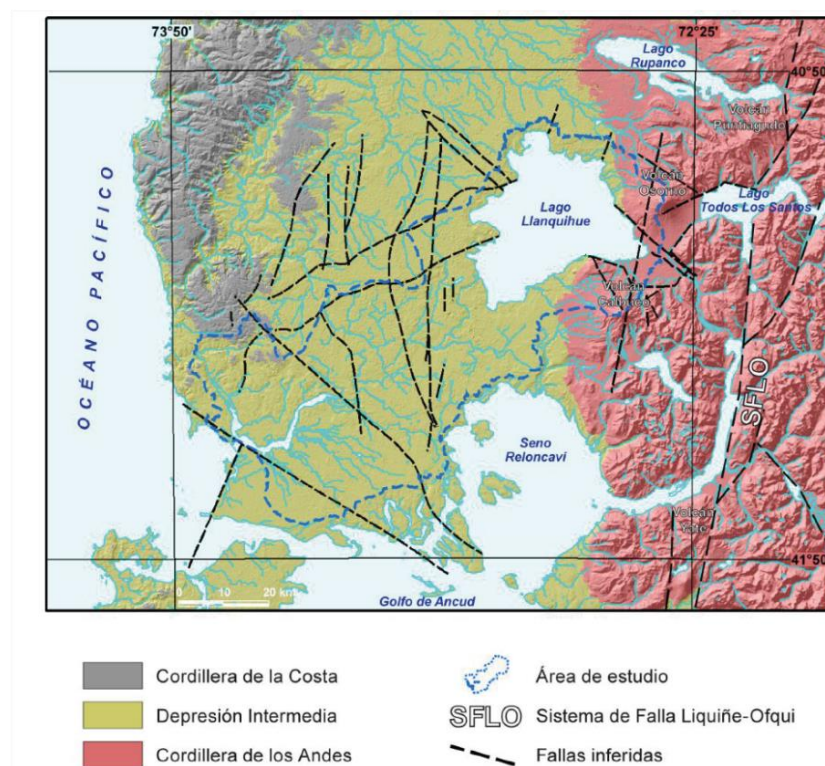 73°50'
72°25'
Lago
Rupanco
40°50'
Volcán
Puntiagudo
Volcán
Osorno
Lago
Todos Los Santos
Lago
Llanquihue
OCÉANO PACÍFICO
Volcán
Calbuco
SFLO
Seno
Reloncaví
Volcán
Yate
41°50'
0 10 20 km
Golfo de Ancud
Cordillera de la Costa
Área de estudio
Depresión Intermedia
SFLO Sistema de Falla Liquiñe-Ofqui
Cordillera de los Andes
Fallas inferidas